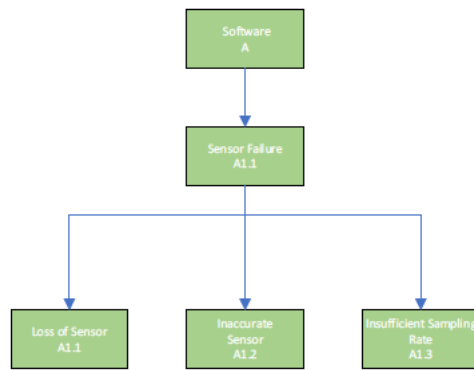 Software
A
Sensor Failure
A1.1
Loss of Sensor
A1.1
Inaccurate
Sensor
A1.2
Insufficient Sampling
Rate
A1.3